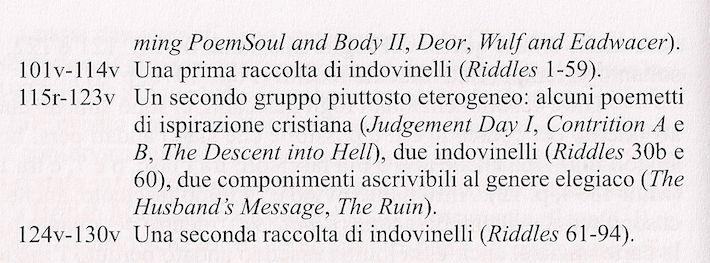 ming PoemSoul and Body II, Deor, Wulf and Eadwacer).
101v-114v Una prima raccolta di indovinelli (Riddles 1-59).
115r-123v Un secondo gruppo piuttosto eterogeneo: alcuni poemetti
di ispirazione cristiana (Judgement Day I, Contrition A e
B, The Descent into Hell), due indovinelli (Riddles 30b e
60), due componimenti ascrivibili al genere elegiaco (The
Husband's Message, The Ruin).
124v-130v Una seconda raccolta di indovinelli (Riddles 61-94).